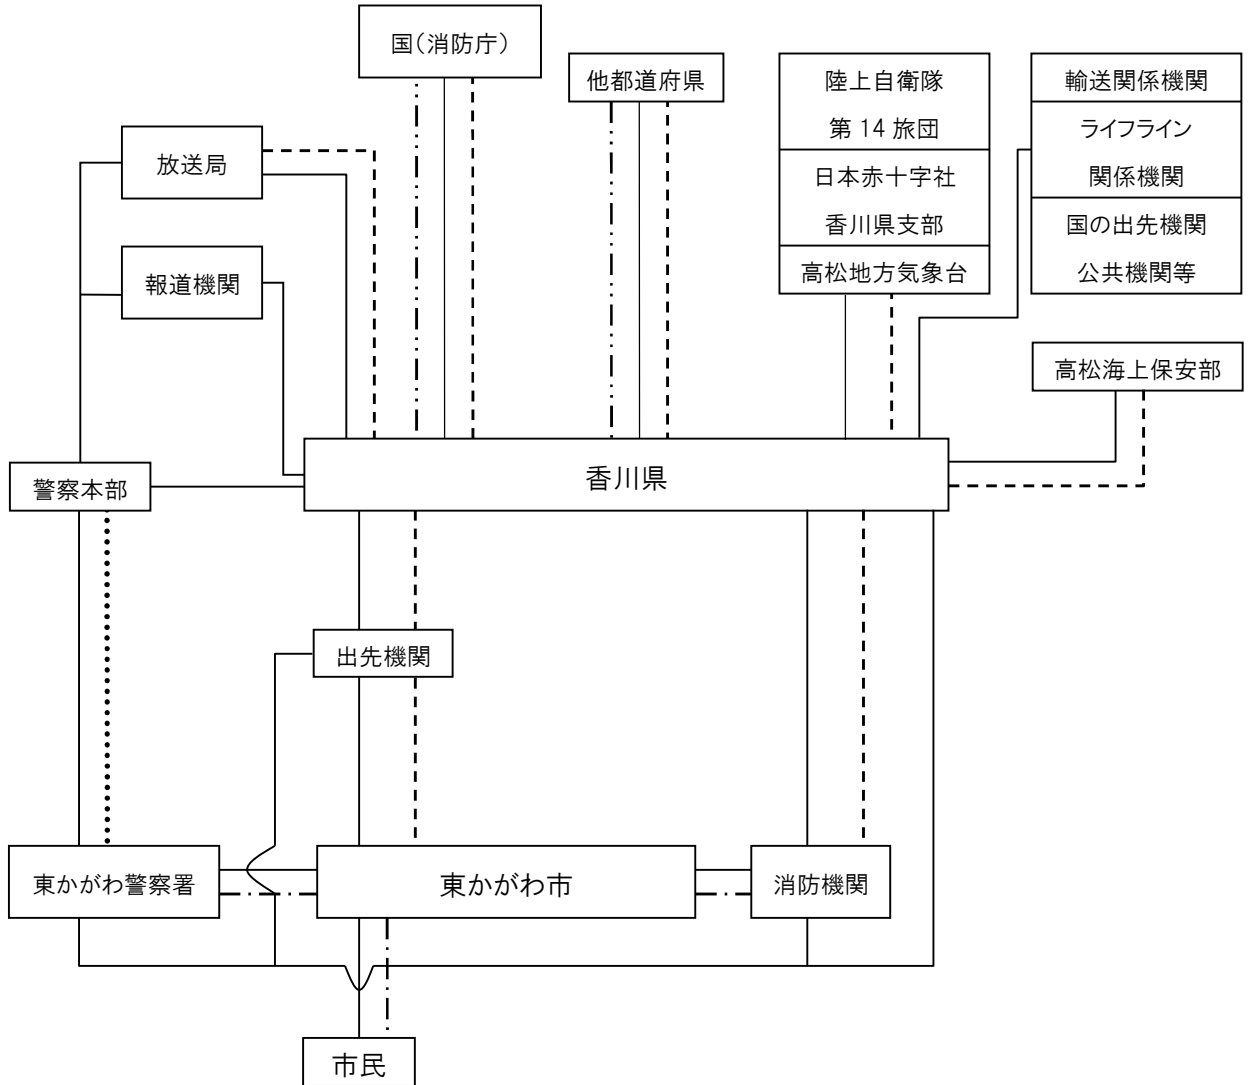 国（消防庁）
他都道府県
陸上自衛隊
第14旅団
日本赤十字社
香川県支部
高松地方気象台
輸送関係機関
ライフライン
関係機関
国の出先機関
公共機関等
放送局
報道機関
高松海上保安部
警察本部
香川県
出先機関
東かがわ警察署
東かがわ市
消防機関
市民